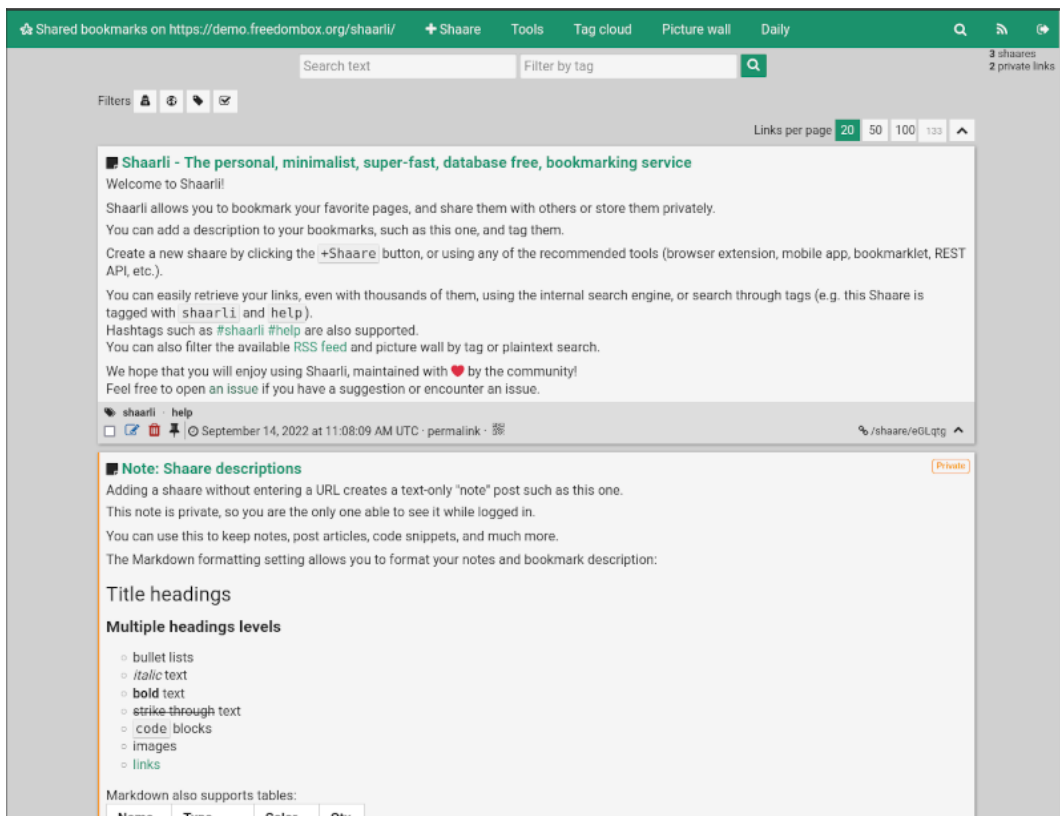 Shared bookmarks on https://demo.freedombox.org/shaarli/ Shaare Tools Tag cloud Picture wall Daily
3 shaares
2 private links
Search text Filter by tag
Filters
Links per page 20 50 100 133
Shaarli - The personal, minimalist, super-fast, database free, bookmarking service
Welcome to Shaarli!
Shaarli allows you to bookmark your favorite pages, and share them with others or store them privately.
You can add a description to your bookmarks, such as this one, and tag them.
Create a new shaare by clicking the +Shaare button, or using any of the recommended tools (browser extension, mobile app, bookmarklet, REST
API, etc.).
You can easily retrieve your links, even with thousands of them, using the internal search engine, or search through tags (e.g. this Shaare is
tagged with shaarli and help).
Hashtags such as #shaarli #help are also supported.
You can also filter the available RSS feed and picture wall by tag or plaintext search.
We hope that you will enjoy using Shaarli, maintained with ❤ by the community!
Feel free to open an issue if you have a suggestion or encounter an issue.
shaarli · help
September 14, 2022 at 11:08:09 AM UTC · permalink ·
/shaare/eGLqtg
Note: Shaare descriptions
Private
Adding a shaare without entering a URL creates a text-only "note" post such as this one.
This note is private, so you are the only one able to see it while logged in.
You can use this to keep notes, post articles, code snippets, and much more.
The Markdown formatting setting allows you to format your notes and bookmark description:
Title headings
Multiple headings levels
bullet lists
italic text
bold text
strike through text
code blocks
images
links
Markdown also supports tables:
Name Type Color Qty